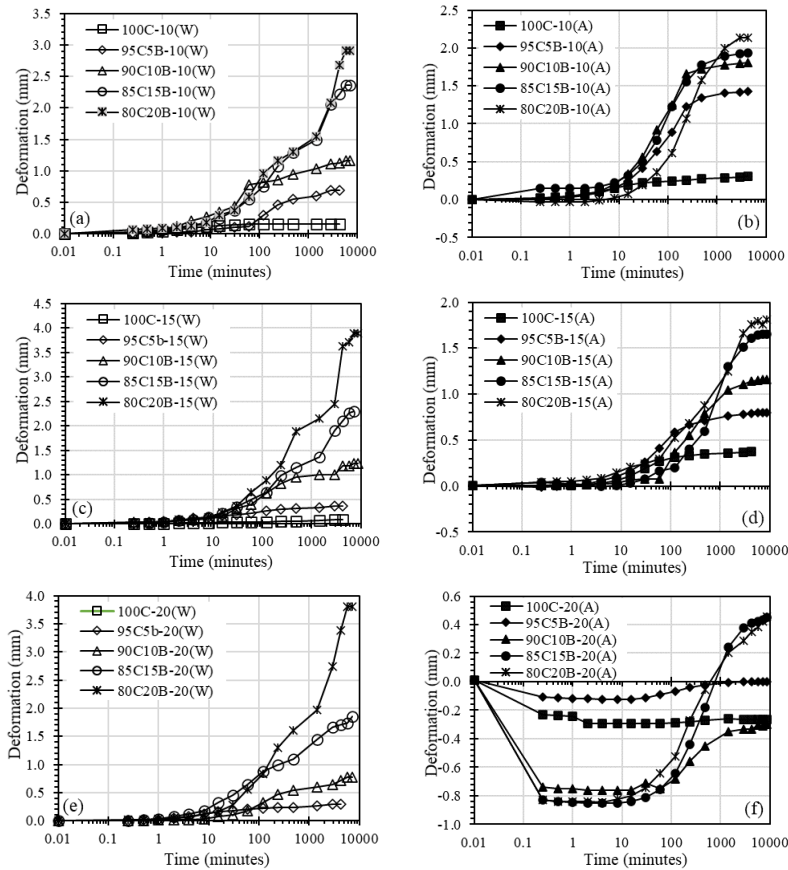 3.5
3.0
2.5
2.0
1.5
1.0
0.5
0.0
Deformation (mm)
100C-10(W)
95C5B-10(W)
90C10B-10(W)
85C15B-10(W)
80C20B-10(W)
(a)
0.01 0.1 1 10 100 1000 10000
Time (minutes)
2.5
2.0
1.5
1.0
0.5
0.0
-0.5
Deformation (mm)
100C-10(A)
95C5B-10(A)
90C10B-10(A)
85C15B-10(A)
80C20B-10(A)
(b)
0.01 0.1 1 10 100 1000 10000
Time (minutes)
4.5
4.0
3.5
3.0
2.5
2.0
1.5
1.0
0.5
0.0
Deformation (mm)
100C-15(W)
95C5b-15(W)
90C10B-15(W)
85C15B-15(W)
80C20B-15(W)
(c)
0.01 0.1 1 10 100 1000 10000
Time (minutes)
2.0
1.5
1.0
0.5
0.0
-0.5
Deformation (mm)
100C-15(A)
95C5B-15(A)
90C10B-15(A)
85C15B-15(A)
80C20B-15(A)
(d)
0.01 0.1 1 10 100 1000 10000
Time (minutes)
4.0
3.5
3.0
2.5
2.0
1.5
1.0
0.5
0.0
Deformation (mm)
100C-20(W)
95C5b-20(W)
90C10B-20(W)
85C15B-20(W)
80C20B-20(W)
(e)
0.01 0.1 1 10 100 1000 10000
Time (minutes)
0.6
0.4
0.2
0.0
-0.2
-0.4
-0.6
-0.8
-1.0
Deformation (mm)
100C-20(A)
95C5B-20(A)
90C10B-20(A)
85C15B-20(A)
80C20B-20(A)
(f)
0.01 0.1 1 10 100 1000 10000
Time (minutes)